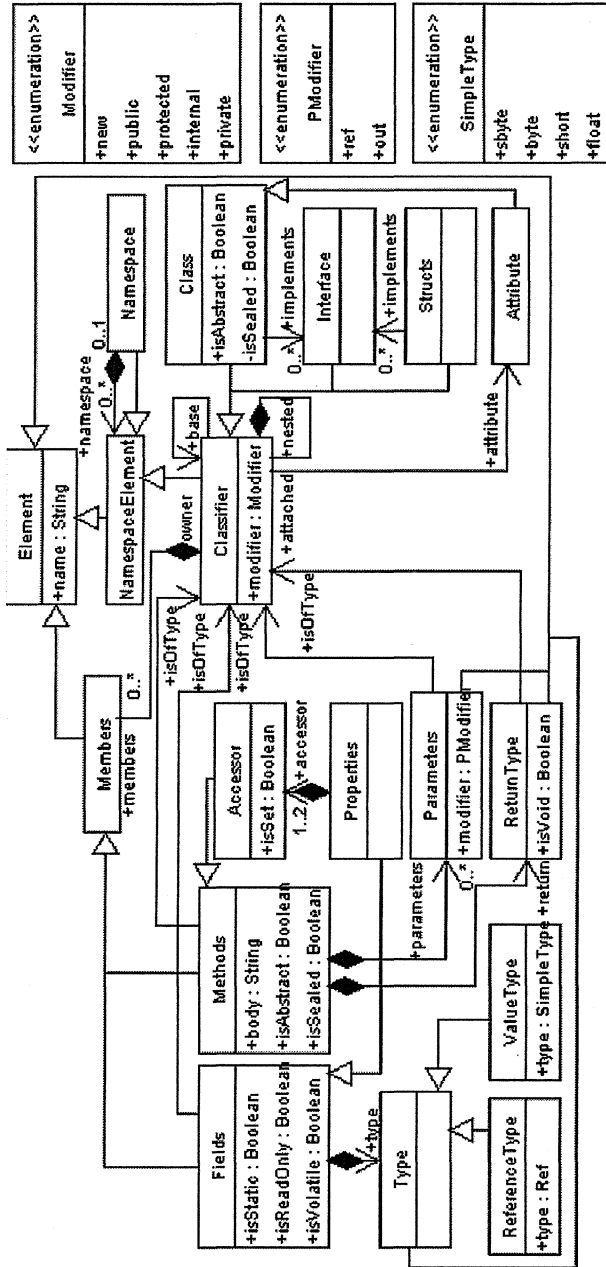 Element
+name : String
Members
+members
0..*
+namespace
0..*
0..1
Namespace
NamespaceElement
+owner
Classifier
+modifier : Modifier
+base
+nested
+attached
+attribute
Class
+isAbstract : Boolean
-isSealed : Boolean
+implements
0..*
Interface
+implements
0..*
Structs
Attribute
+isOfType
+isOfType
+isOfType
+isOfType
Fields
+isStatic : Boolean
+isReadOnly : Boolean
+isVolatile : Boolean
Methods
+body : String
+isAbstract : Boolean
+isSealed : Boolean
Accessor
+isSet : Boolean
1..2
+accessor
Properties
+parameters
0..*
Parameters
+modifier : PModifier
+return
ReturnType
+isVoid : Boolean
+type
Type
ReferenceType
+type : Ref
ValueType
+type : SimpleType
<<enumeration>>
Modifier
+new
+public
+protected
+internal
+private
<<enumeration>>
PModifier
+ref
+out
<<enumeration>>
SimpleType
+sbyte
+byte
+short
+float